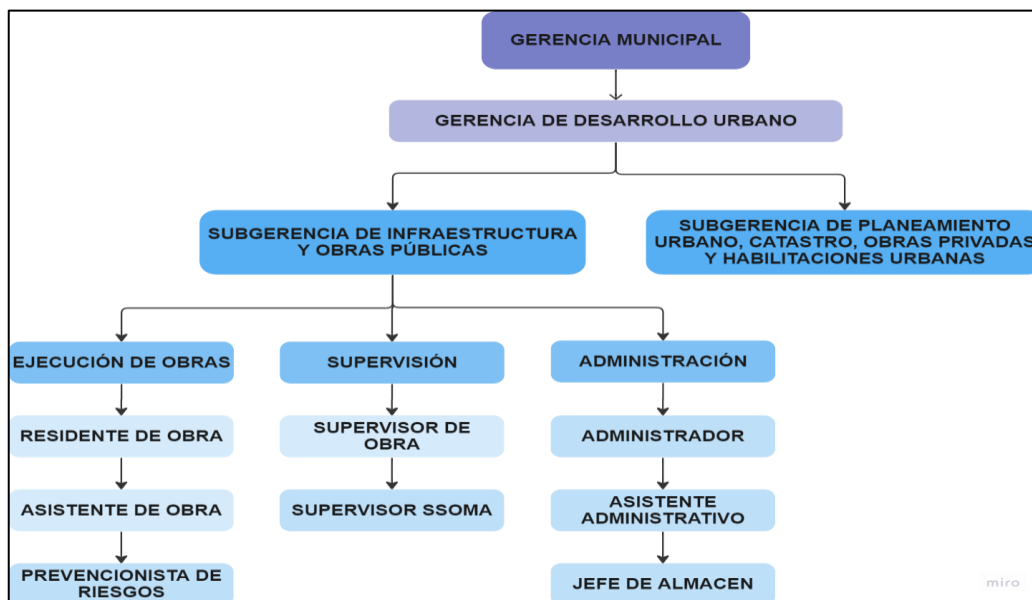 GERENCIA MUNICIPAL
GERENCIA DE DESARROLLO URBANO
SUBGERENCIA DE INFRAESTRUCTURA
Y OBRAS PÚBLICAS
SUBGERENCIA DE PLANEAMIENTO
URBANO, CATASTRO, OBRAS PRIVADAS
Y HABILITACIONES URBANAS
EJECUCIÓN DE OBRAS
SUPERVISIÓN
ADMINISTRACIÓN
RESIDENTE DE OBRA
SUPERVISOR DE
OBRA
ADMINISTRADOR
ASISTENTE DE OBRA
SUPERVISOR SSOMA
ASISTENTE
ADMINISTRATIVO
PREVENCIONISTA DE
RIESGOS
JEFE DE ALMACEN
miro